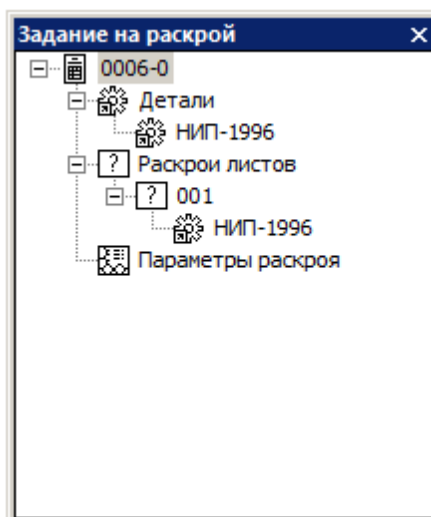 Задание на раскрой
0006-0
Детали
НИП-1996
? Раскрои листов
? 001
НИП-1996
Параметры раскроя